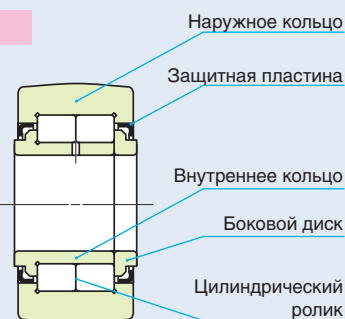 Наружное кольцо
Защитная пластина
Внутреннее кольцо
Боковой диск
Цилиндрический
ролик